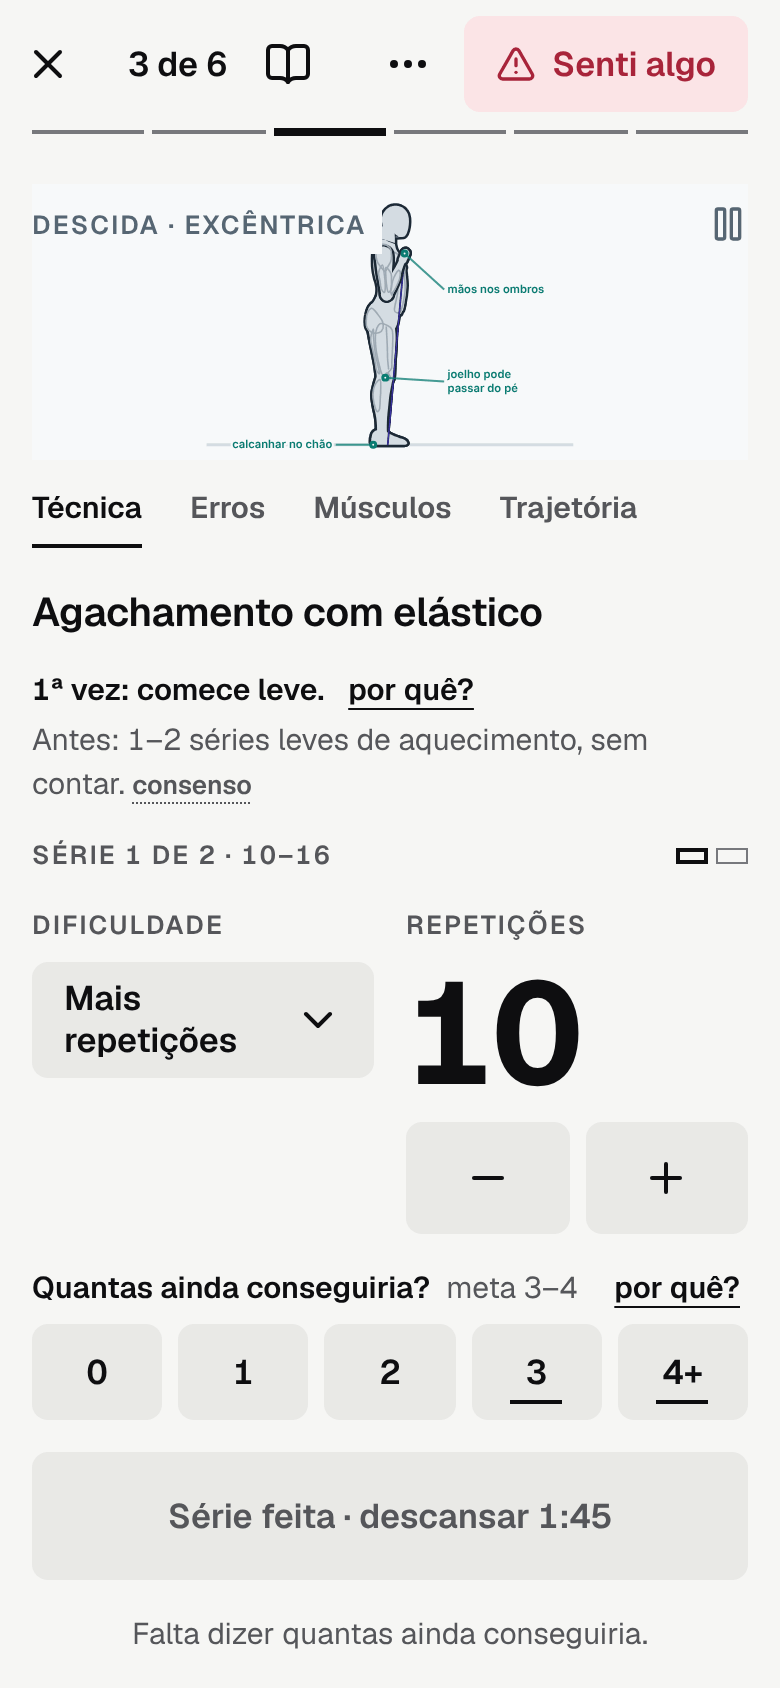 3 de 6
Senti algo
DESCIDA · EXCÊNTRICA
mãos nos ombros
joelho pode
passar do pé
calcanhar no chão
Técnica
Erros
Músculos
Trajetória
Agachamento com elástico
1ª vez: comece leve. por quê?
Antes: 1–2 séries leves de aquecimento, sem
contar. consenso
SÉRIE 1 DE 2 · 10–16
DIFICULDADE
Mais
repetições
REPETIÇÕES
10
− +
Quantas ainda conseguiria? meta 3–4 por quê?
0 1 2 3 4+
Série feita · descansar 1:45
Falta dizer quantas ainda conseguiria.